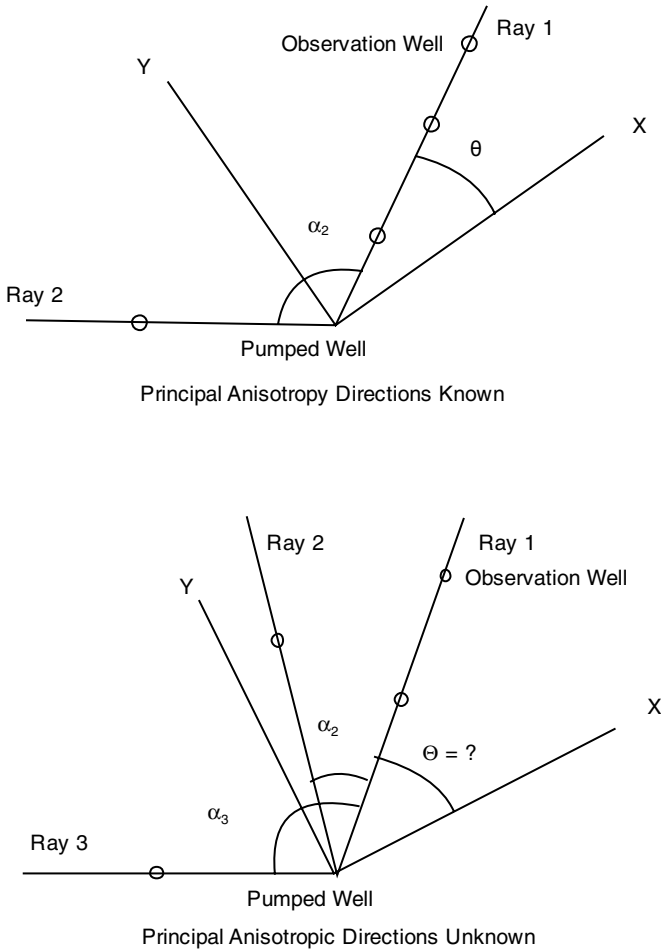 Observation Well
Ray 1
Y
X
θ
α2
Ray 2
Pumped Well
Principal Anisotropy Directions Known
Ray 2
Ray 1
Observation Well
Y
X
α2
Θ = ?
α3
Ray 3
Pumped Well
Principal Anisotropic Directions Unknown